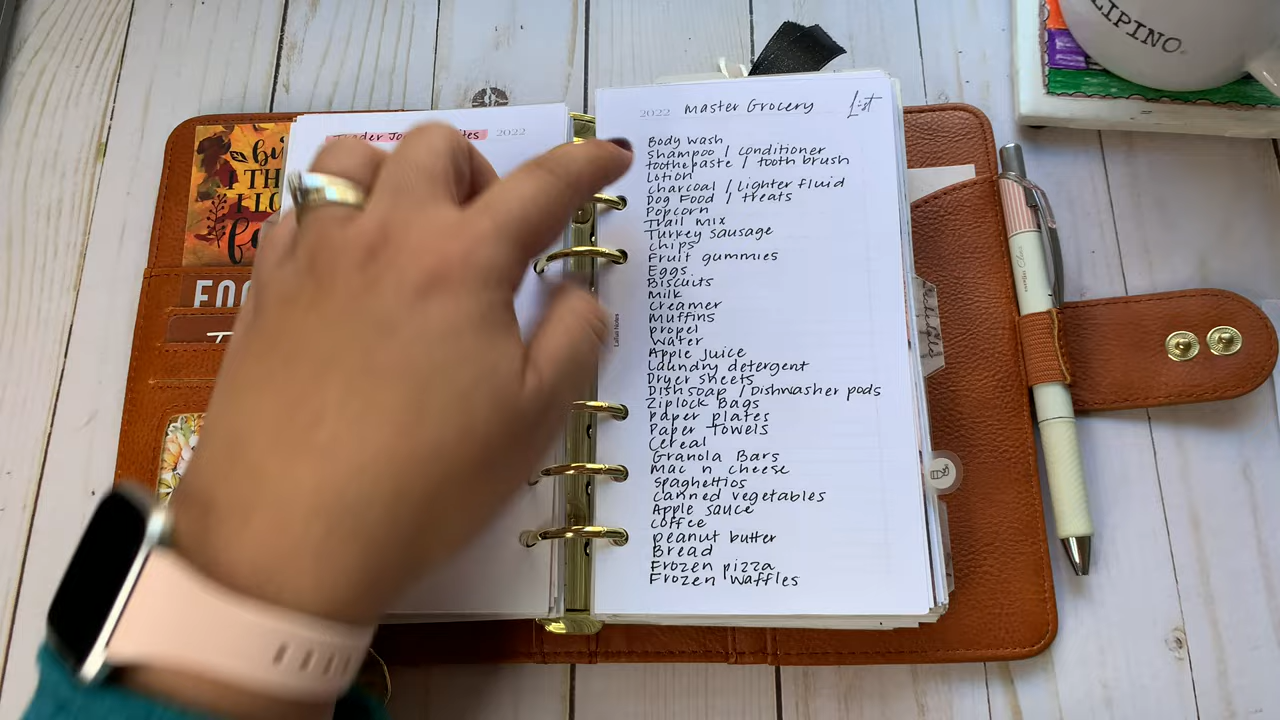 LIPINO
Trader Jo
2022
2022 Master Grocery List
Body wash
Shampoo / conditioner
toothpaste / tooth brush
Lotion
charcoal / lighter fluid
Dog Food / treats
Popcorn
Trail mix
Turkey sausage
chips
Fruit gummies
Eggs
Biscuits
Milk
Creamer
Muffins
propel
water
Apple juice
Laundry detergent
Dryer sheets
Dish soap / Dishwasher pods
Ziplock Bags
paper plates
Paper Towels
Cereal
Granola Bars
mac n cheese
spaghettios
canned vegetables
Apple sauce
coffee
peanut butter
Bread
Frozen pizza
Frozen waffles